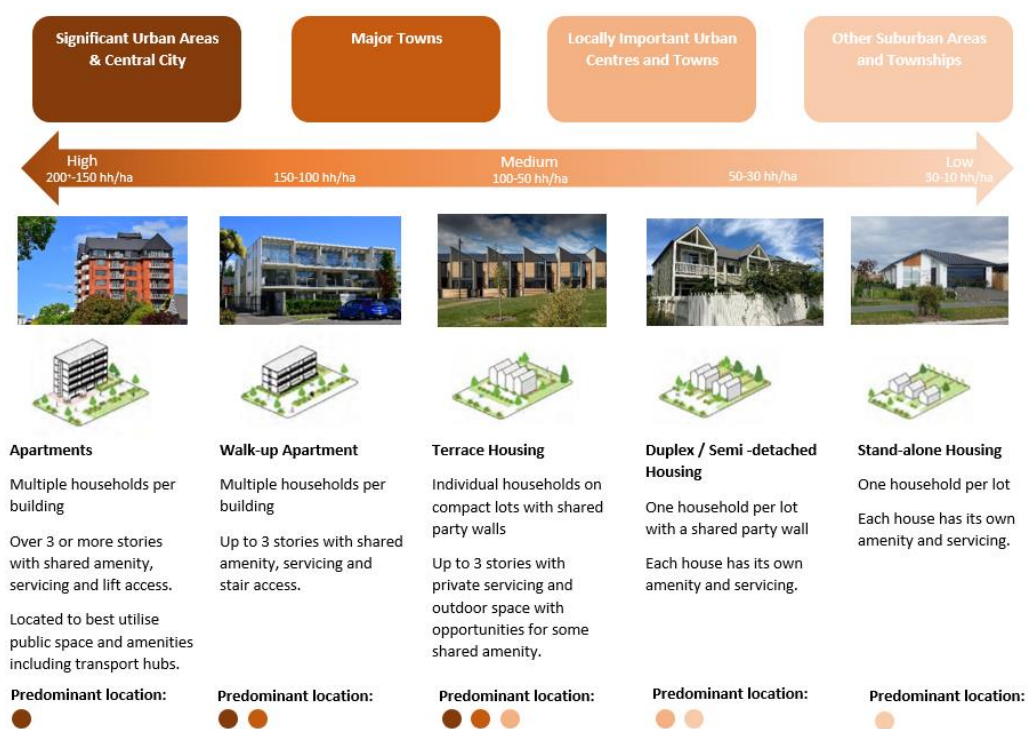 Significant Urban Areas
& Central City
Major Towns
Locally Important Urban
Centres and Towns
Other Suburban Areas
and Townships
High
200⁺-150 hh/ha
150-100 hh/ha
Medium
100-50 hh/ha
50-30 hh/ha
Low
30-10 hh/ha
Apartments
Multiple households per
building
Over 3 or more stories
with shared amenity,
servicing and lift access.
Located to best utilise
public space and amenities
including transport hubs.
Predominant location:
Walk-up Apartment
Multiple households per
building
Up to 3 stories with shared
amenity, servicing and
stair access.
Predominant location:
Terrace Housing
Individual households on
compact lots with shared
party walls
Up to 3 stories with
private servicing and
outdoor space with
opportunities for some
shared amenity.
Predominant location:
Duplex / Semi -detached
Housing
One household per lot
with a shared party wall
Each house has its own
amenity and servicing.
Predominant location:
Stand-alone Housing
One household per lot
Each house has its own
amenity and servicing.
Predominant location: